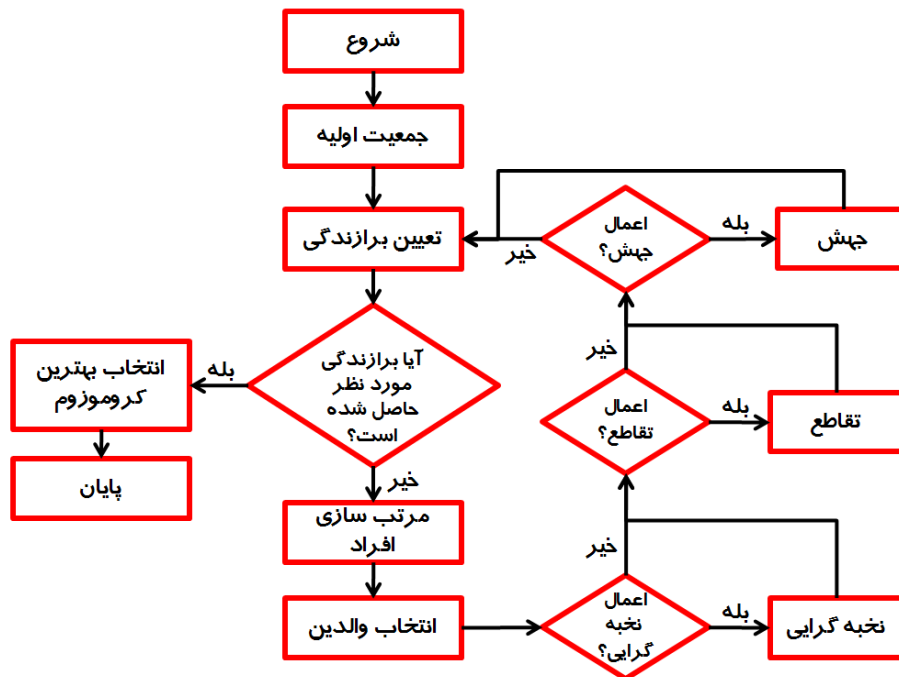 شروع
جمعیت اولیه
تعیین برازندگی
خیر
اعمال
جهش؟
بله
جهش
آیا برازندگی
مورد نظر
حاصل شده
است؟
بله
انتخاب بهترین
کروموزوم
پایان
خیر
اعمال
تقاطع؟
بله
تقاطع
خیر
مرتب سازی
افراد
انتخاب والدین
خیر
اعمال
نخبه
گرایی؟
بله
نخبه گرایی